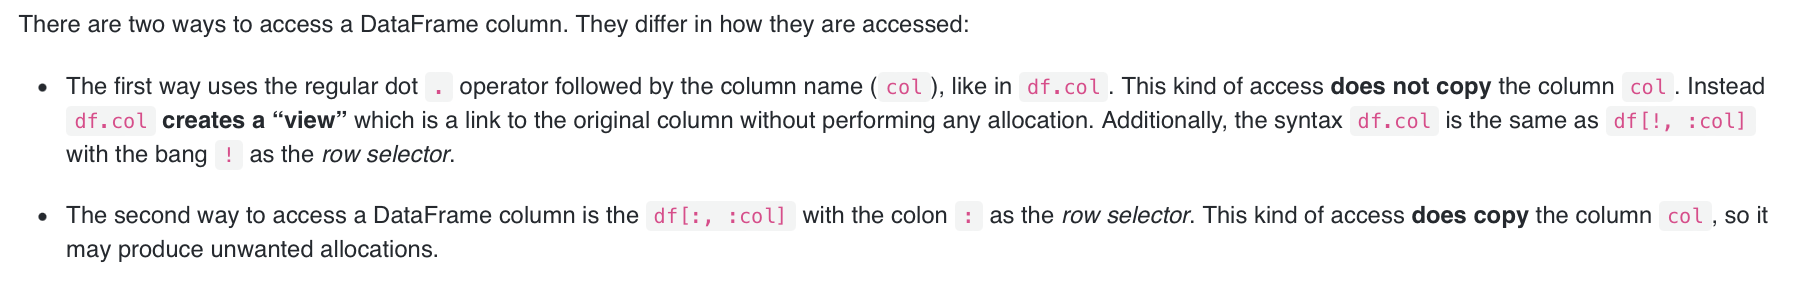 There are two ways to access a DataFrame column. They differ in how they are accessed:
• The first way uses the regular dot . operator followed by the column name ( col ), like in df.col . This kind of access does not copy the column col . Instead
df.col creates a “view” which is a link to the original column without performing any allocation. Additionally, the syntax df.col is the same as df[!, :col]
with the bang ! as the row selector.
• The second way to access a DataFrame column is the df[:, :col] with the colon : as the row selector. This kind of access does copy the column col , so it
may produce unwanted allocations.